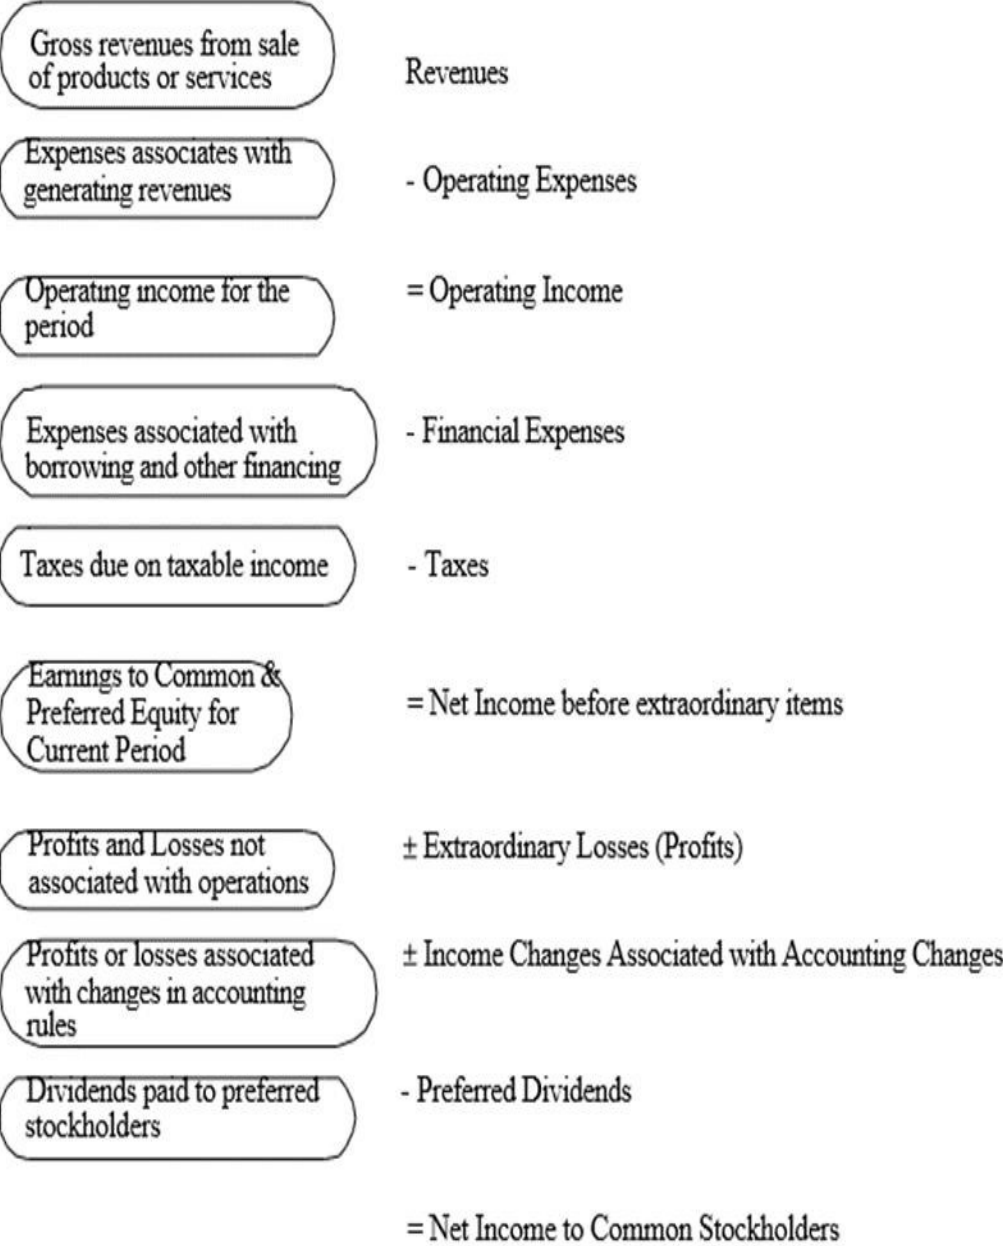 Gross revenues from sale
of products or services
Revenues
Expenses associates with
generating revenues
- Operating Expenses
Operating income for the
period
= Operating Income
Expenses associated with
borrowing and other financing
- Financial Expenses
Taxes due on taxable income
- Taxes
Earnings to Common &
Preferred Equity for
Current Period
= Net Income before extraordinary items
Profits and Losses not
associated with operations
± Extraordinary Losses (Profits)
Profits or losses associated
with changes in accounting
rules
± Income Changes Associated with Accounting Changes
Dividends paid to preferred
stockholders
- Preferred Dividends
= Net Income to Common Stockholders